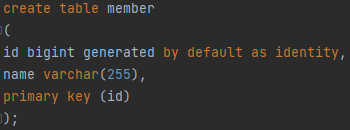 create table member
(
id bigint generated by default as identity,
name varchar(255),
primary key (id)
);